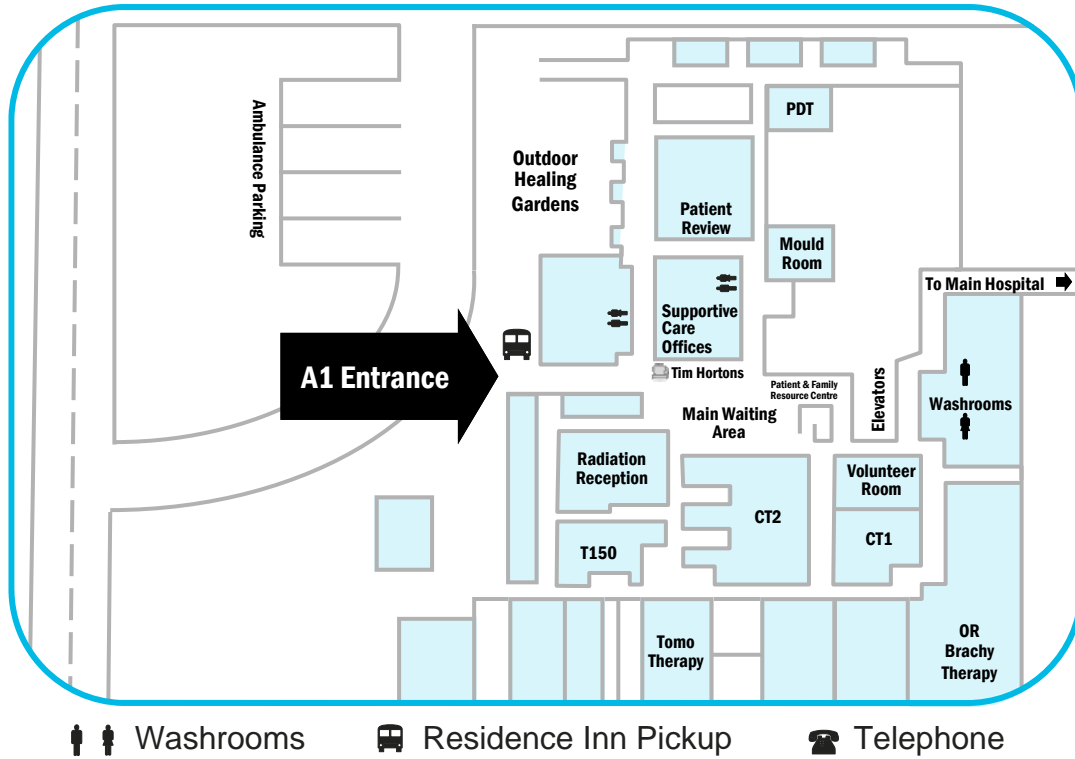 Ambulance Parking
PDT
Outdoor
Healing
Gardens
Patient
Review
Mould
Room
To Main Hospital
Supportive
Care
Offices
A1 Entrance
Tim Hortons
Patient & Family
Resource Centre
Elevators
Main Waiting
Area
Washrooms
Radiation
Reception
Volunteer
Room
CT2
CT1
T150
Tomo
Therapy
OR
Brachy
Therapy
Washrooms
Residence Inn Pickup
Telephone